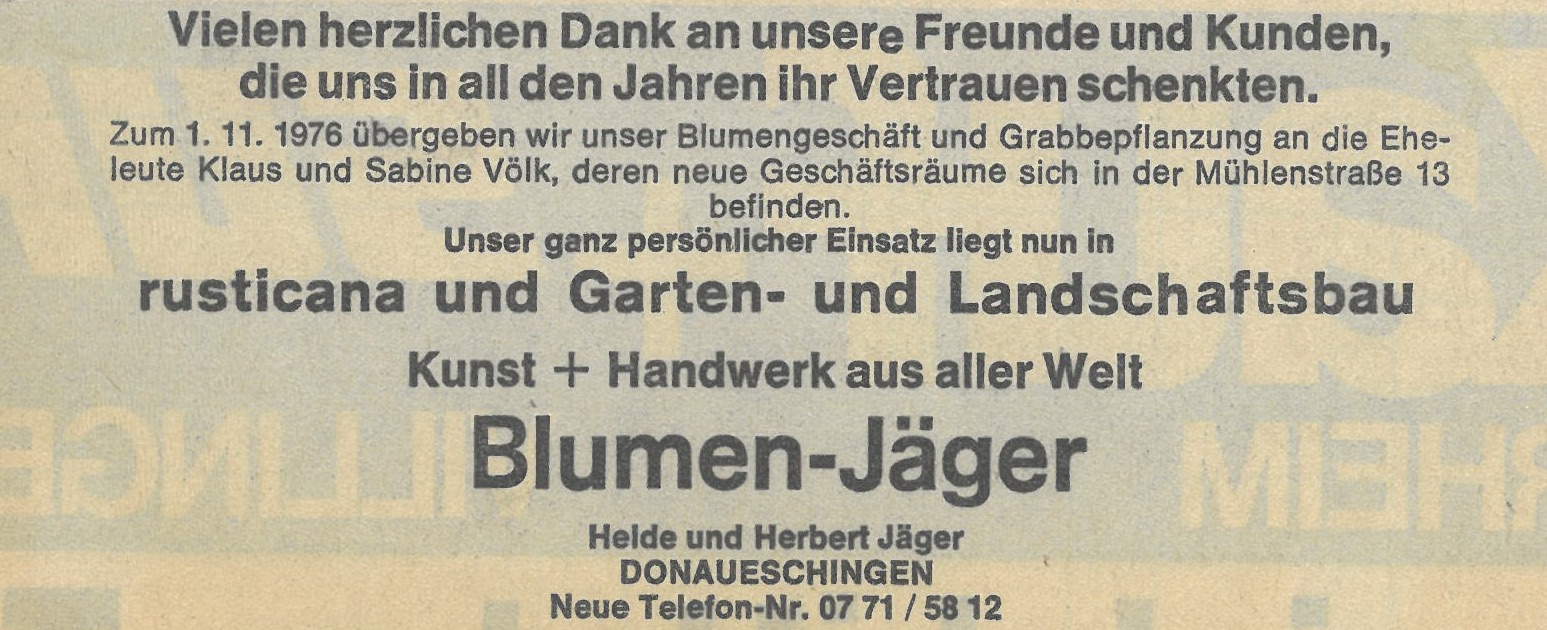 Vielen herzlichen Dank an unsere Freunde und Kunden,
die uns in all den Jahren ihr Vertrauen schenkten.
Zum 1. 11. 1976 übergeben wir unser Blumengeschäft und Grabbepflanzung an die Ehe-
leute Klaus und Sabine Völk, deren neue Geschäftsräume sich in der Mühlenstraße 13
befinden.
Unser ganz persönlicher Einsatz liegt nun in
rusticana und Garten- und Landschaftsbau
Kunst + Handwerk aus aller Welt
Blumen-Jäger
Heide und Herbert Jäger
DONAUESCHINGEN
Neue Telefon-Nr. 07 71 / 58 12